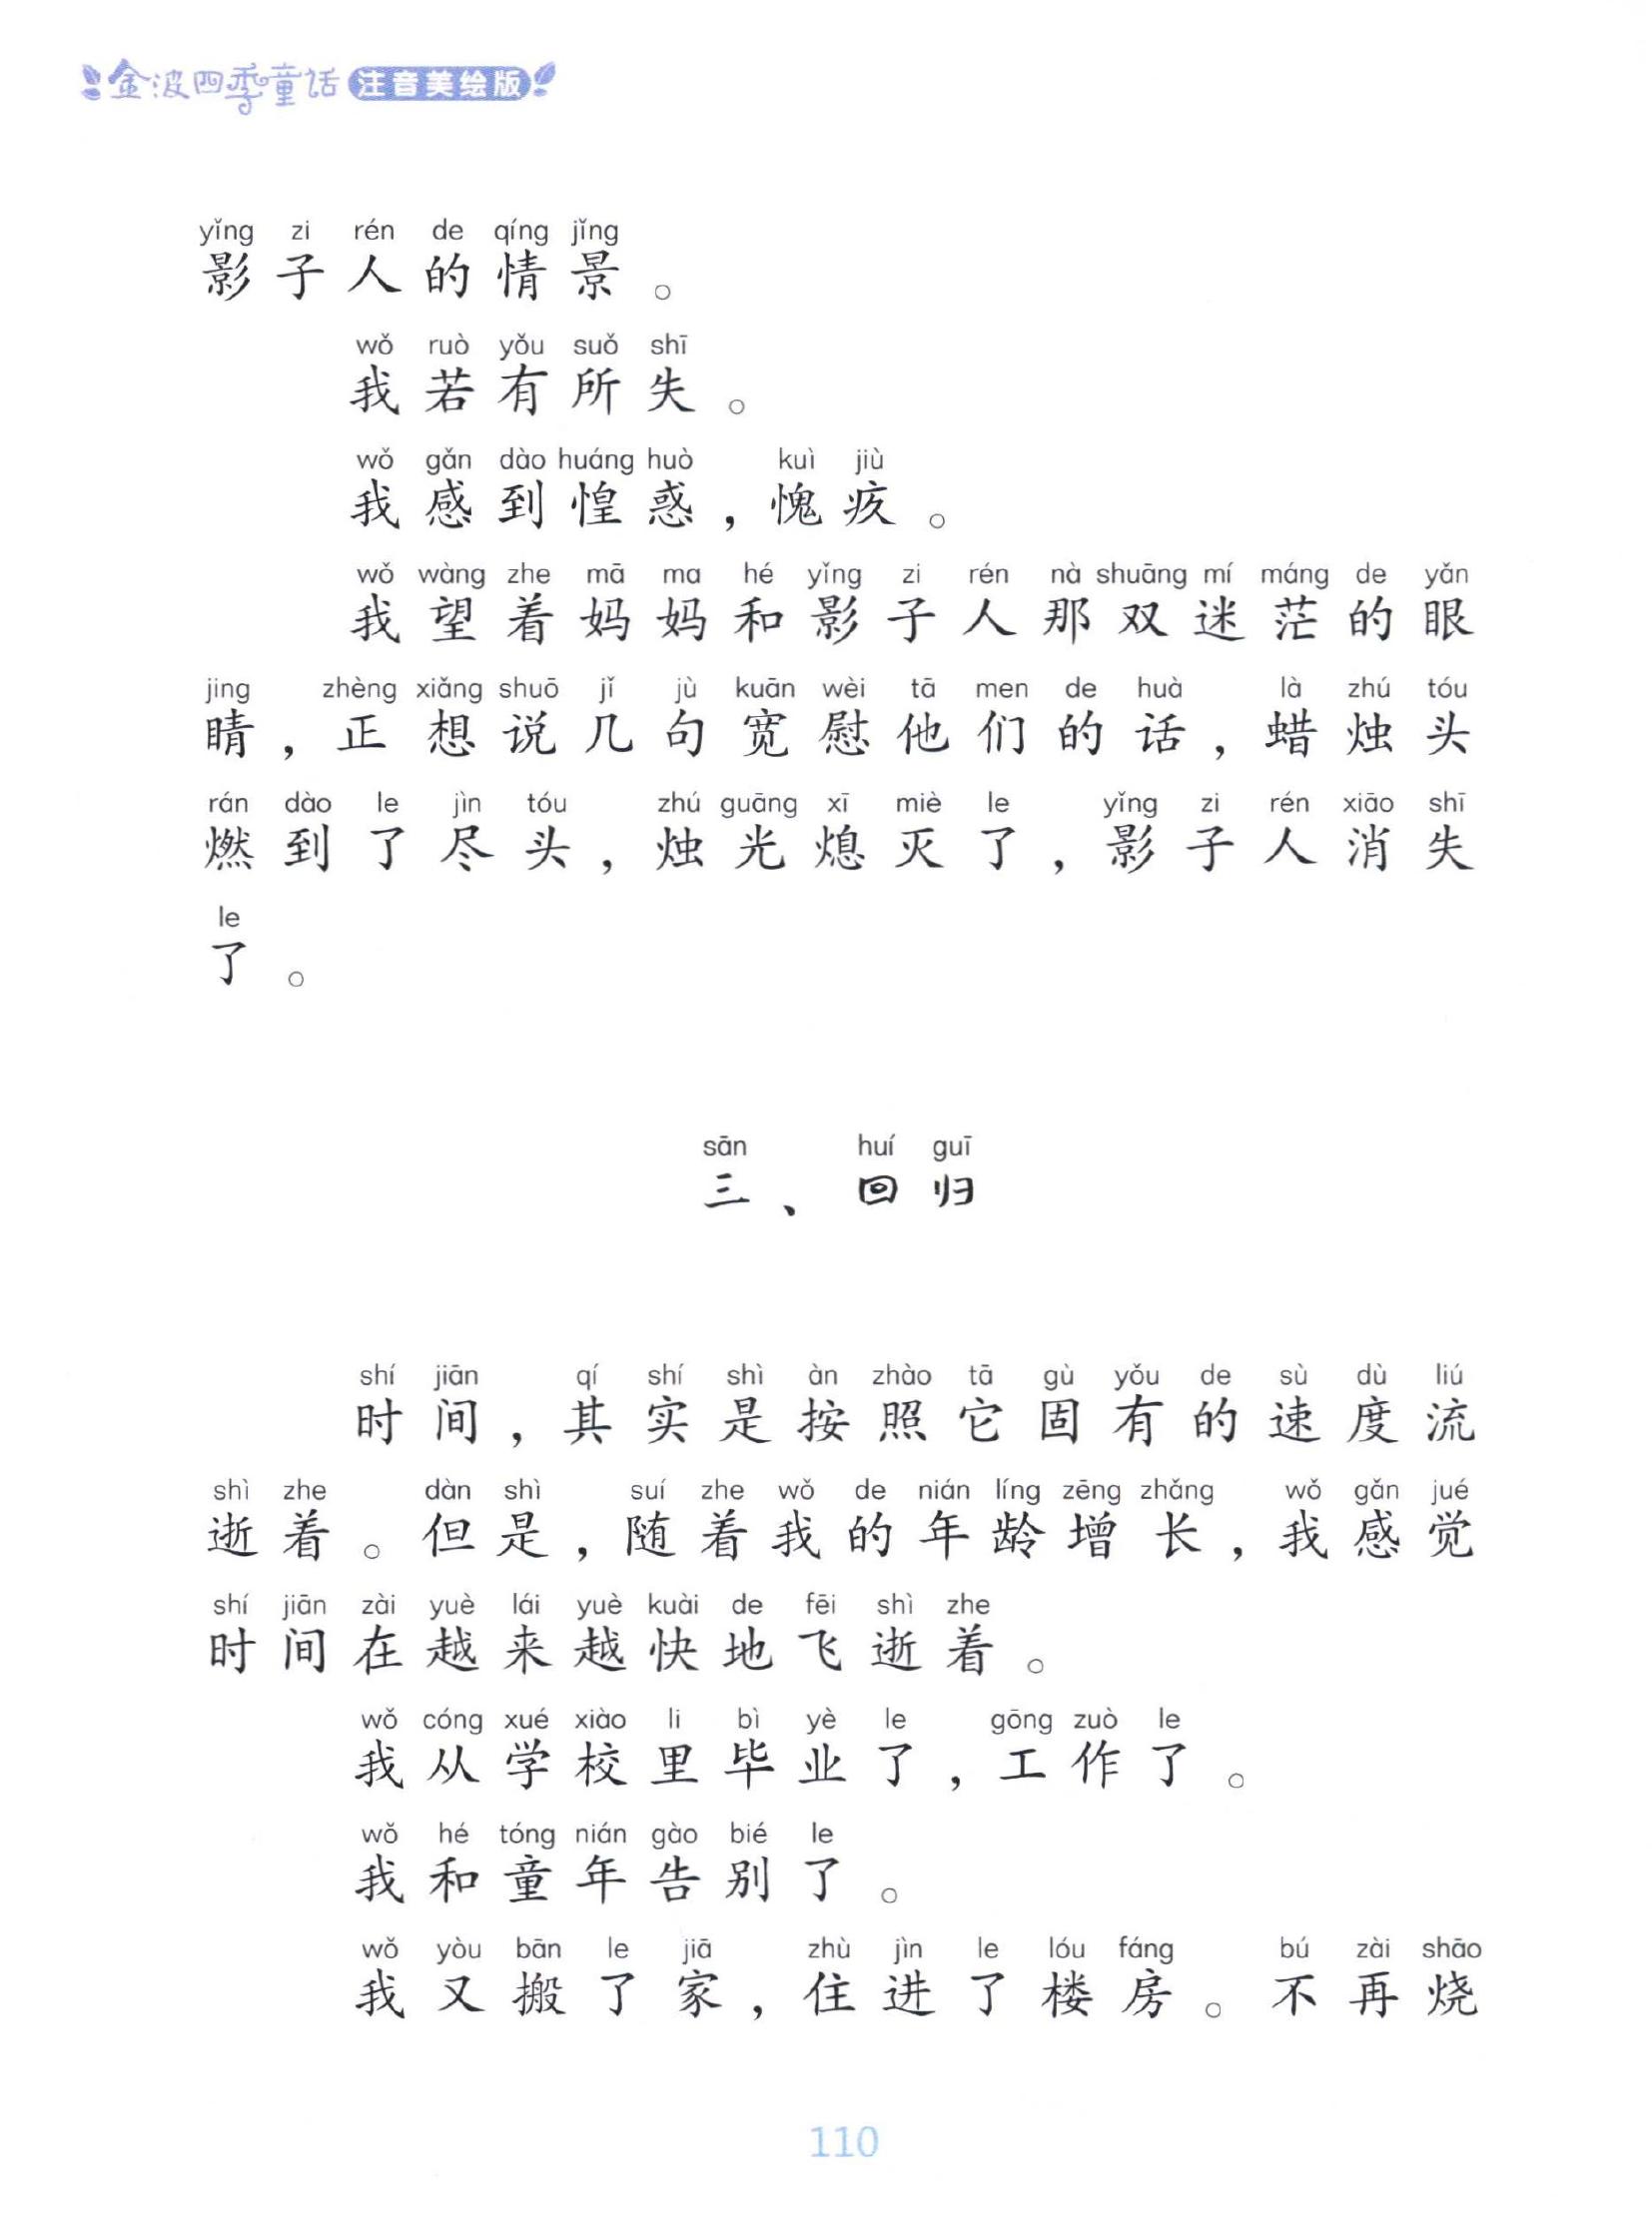 金波四季童话 注音美绘版
yǐng zi rén de qíng jǐng
影子人的情景。
wǒ ruò yǒu suǒ shī
我若有所失。
wǒ gǎn dào huáng huò kuì jiù
我感到惶惑，愧疚。
wǒ wàng zhe mā ma hé yǐng zi rén nà shuāng mí máng de yǎn
我望着妈妈和影子人那双迷茫的眼
jing zhèng xiǎng shuō jǐ jù kuān wèi tā men de huà là zhú tóu
睛，正想说几句宽慰他们的话，蜡烛头
rán dào le jìn tóu zhú guāng xī miè le yǐng zi rén xiāo shī
燃到了尽头，烛光熄灭了，影子人消失
le
了。
sān huí guī
三、回归
shí jiān qí shí shì àn zhào tā gù yǒu de sù dù liú
时间，其实是按照它固有的速度流
shì zhe dàn shì suí zhe wǒ de nián líng zēng zhǎng wǒ gǎn jué
逝着。但是，随着我的年龄增长，我感觉
shí jiān zài yuè lái yuè kuài de fēi shì zhe
时间在越来越快地飞逝着。
wǒ cóng xué xiào li bì yè le gōng zuò le
我从学校里毕业了，工作了。
wǒ hé tóng nián gào bié le
我和童年告别了。
wǒ yòu bān le jiā zhù jìn le lóu fáng bú zài shāo
我又搬了家，住进了楼房。不再烧
110